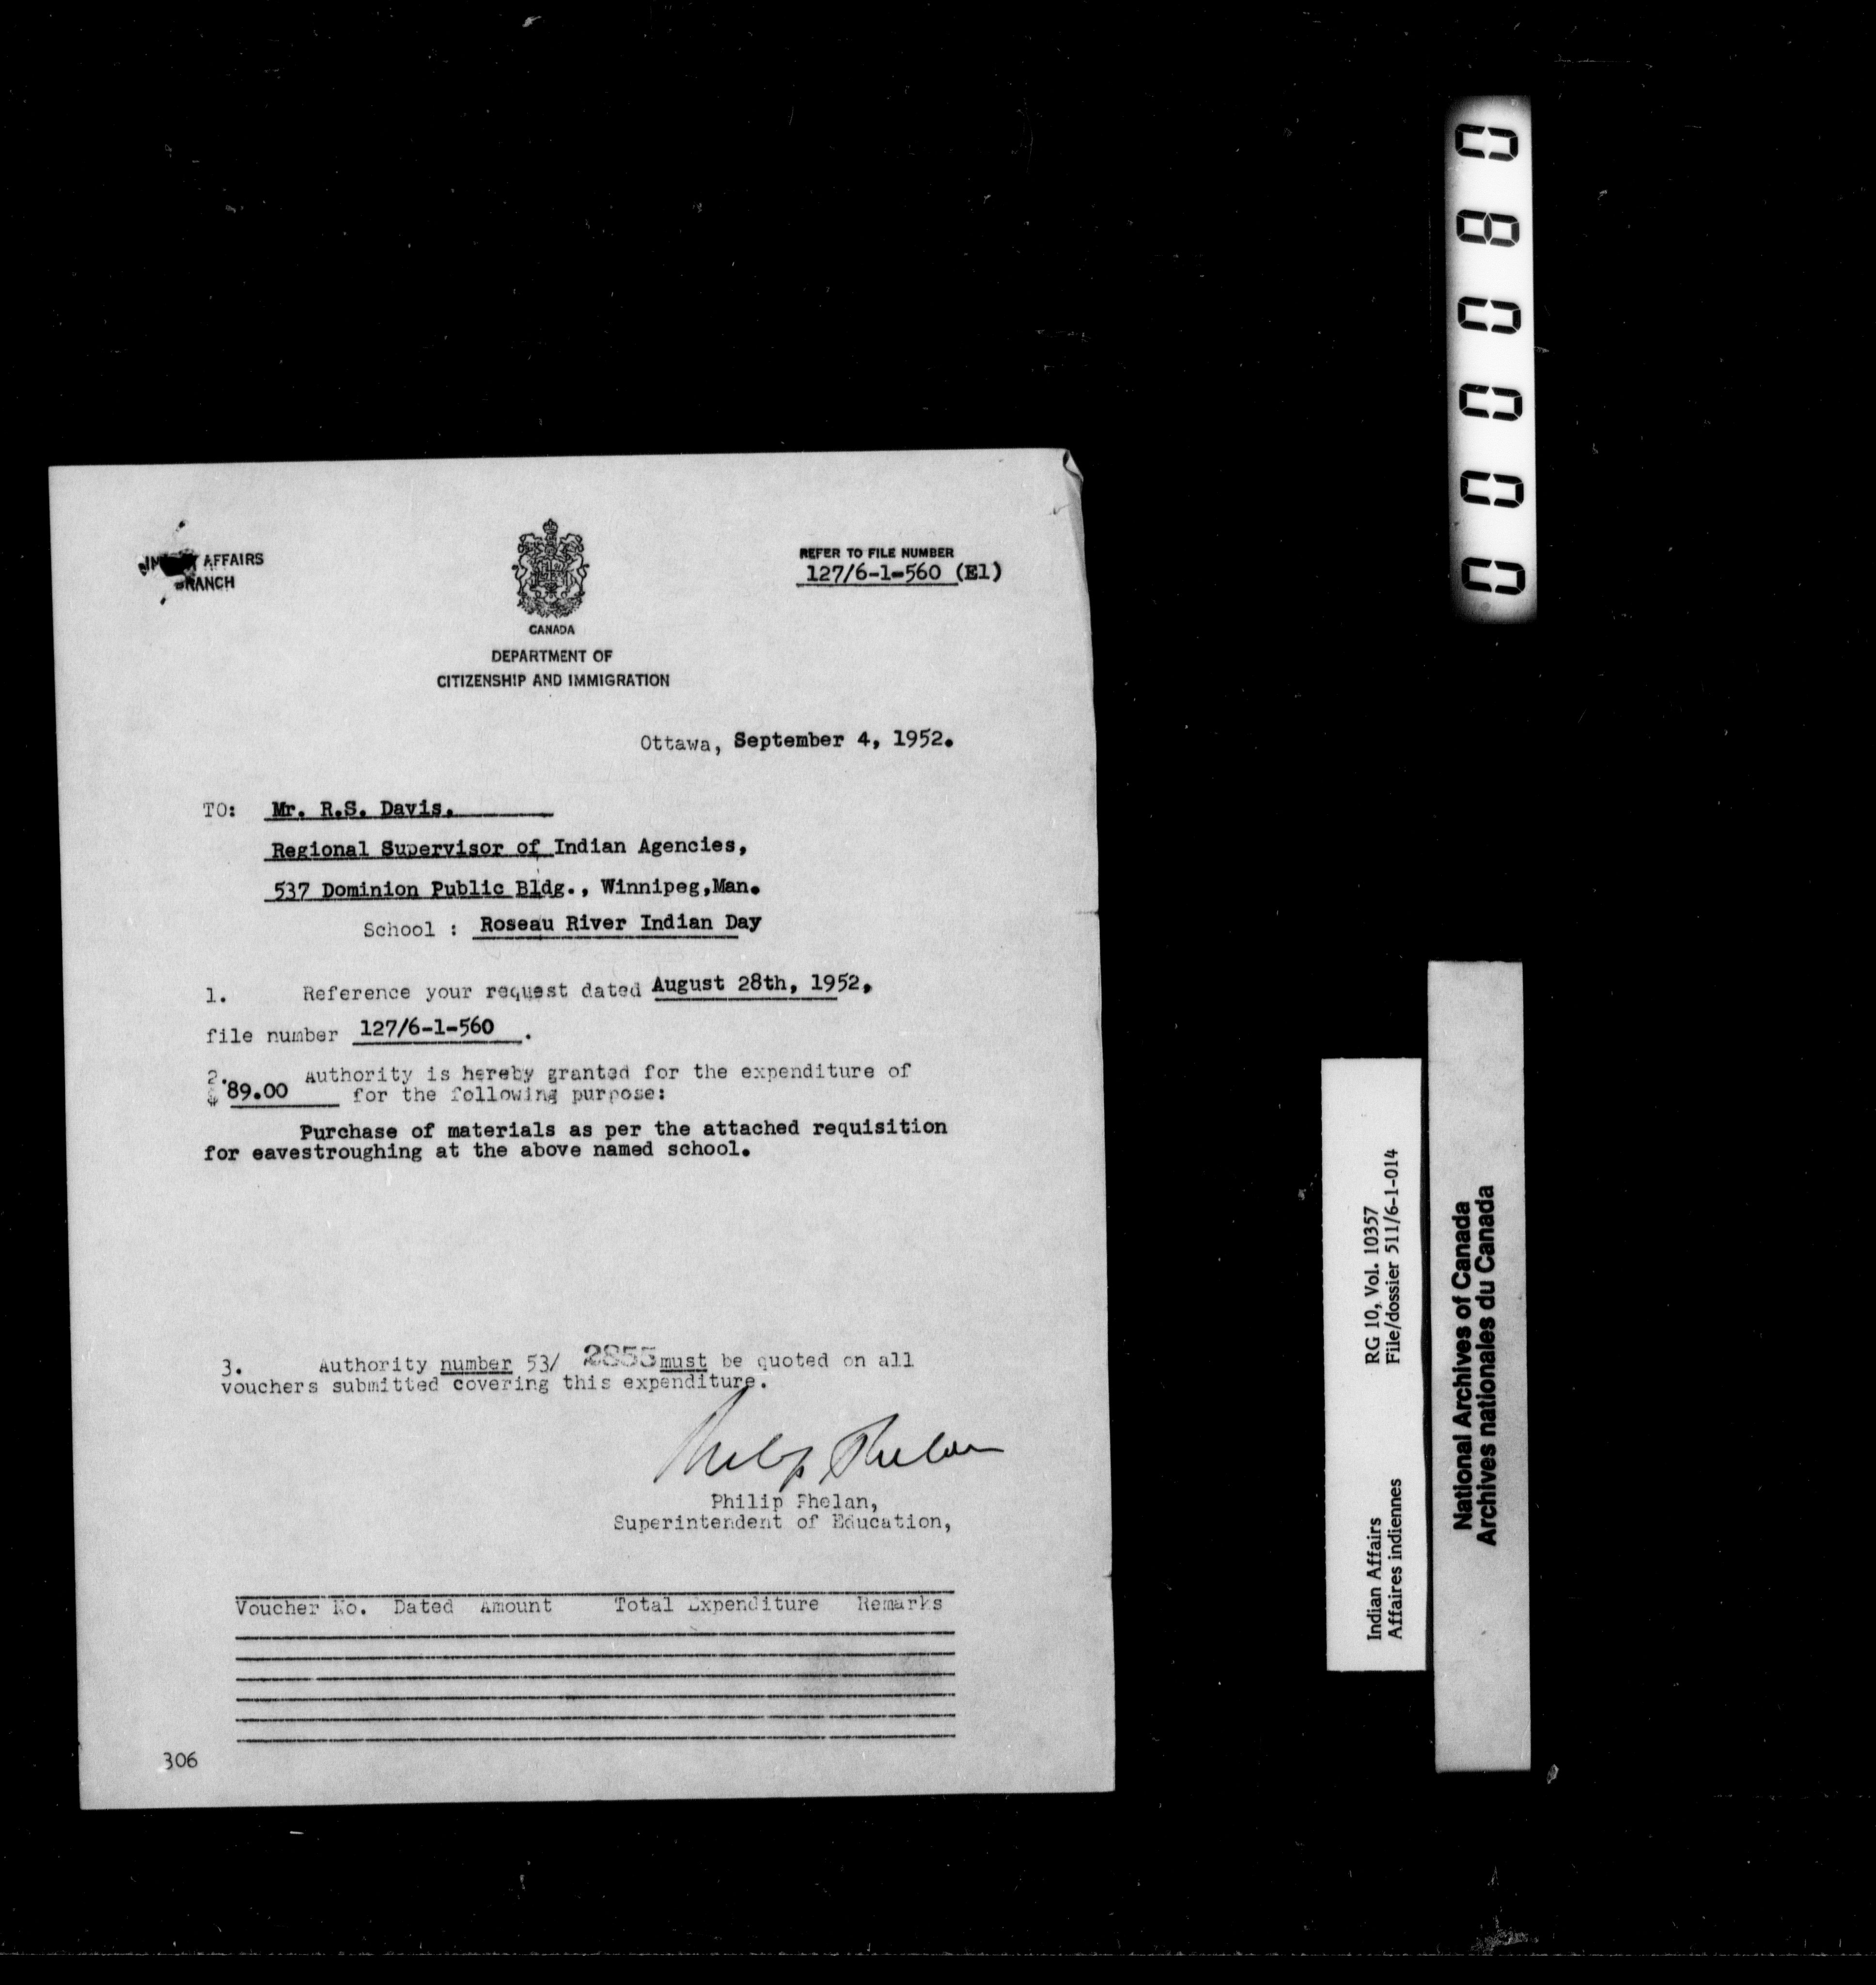 INDIAN AFFAIRS
BRANCH
CANADA
DEPARTMENT OF
CITIZENSHIP AND IMMIGRATION
REFER TO FILE NUMBER
127/6-1-560 (E1)
Ottawa, September 4, 1952.
TO: Mr. R.S. Davis,
Regional Supervisor of Indian Agencies,
537 Dominion Public Bldg., Winnipeg,Man.
School : Roseau River Indian Day
1. Reference your request dated August 28th, 1952,
file number 127/6-1-560 .
2. Authority is hereby granted for the expenditure of
$ 89.00 for the following purpose:
Purchase of materials as per the attached requisition
for eavestroughing at the above named school.
3. Authority number 53/ 2855 must be quoted on all
vouchers submitted covering this expenditure.
Philip Phelan
Philip Phelan,
Superintendent of Education,
Voucher No. Dated Amount Total Expenditure Remarks
306
000080
Indian Affairs RG 10, Vol. 10357
Affaires indiennes File/dossier 511/6-1-014
National Archives of Canada
Archives nationales du Canada